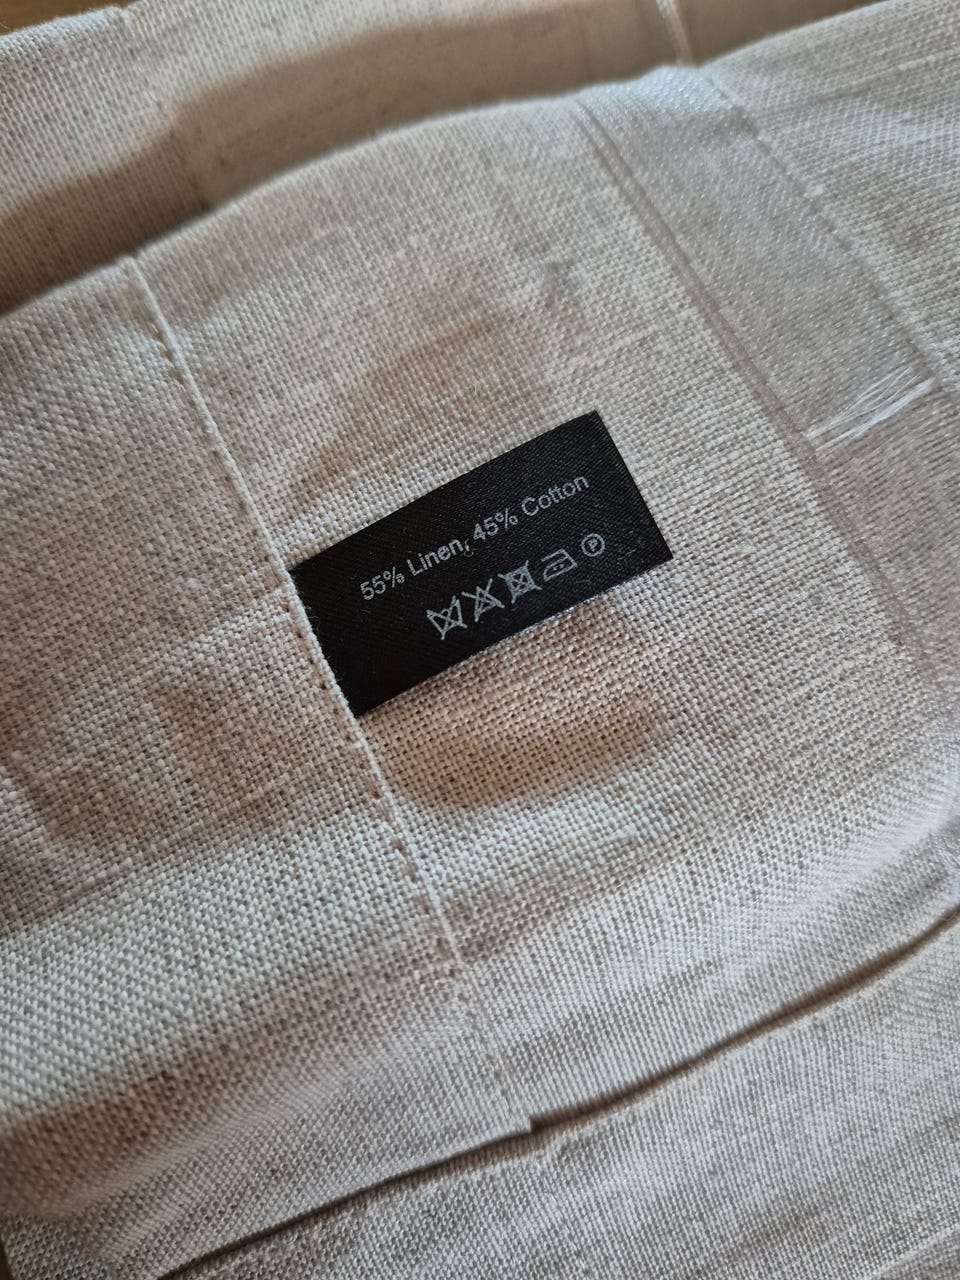 55% Linen, 45% Cotton
P